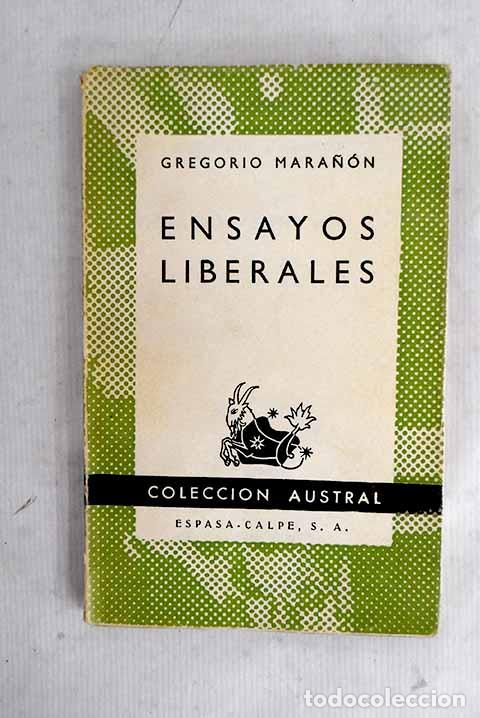 GREGORIO MARAÑÓN
ENSAYOS
LIBERALES
COLECCION AUSTRAL
ESPASA-CALPE, S. A.
todocoleccion